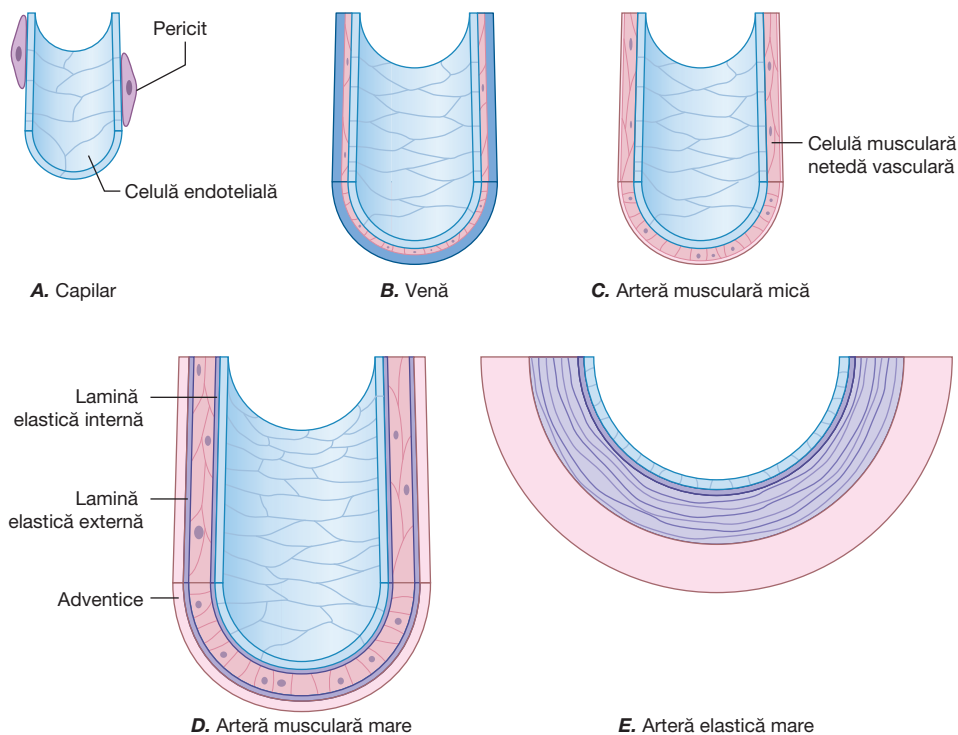 Pericit
Celulă endotelială
A. Capilar
B. Venă
Celulă musculară
netedă vasculară
C. Arteră musculară mică
Lamină
elastică internă
Lamină
elastică externă
Adventice
D. Arteră musculară mare
E. Arteră elastică mare